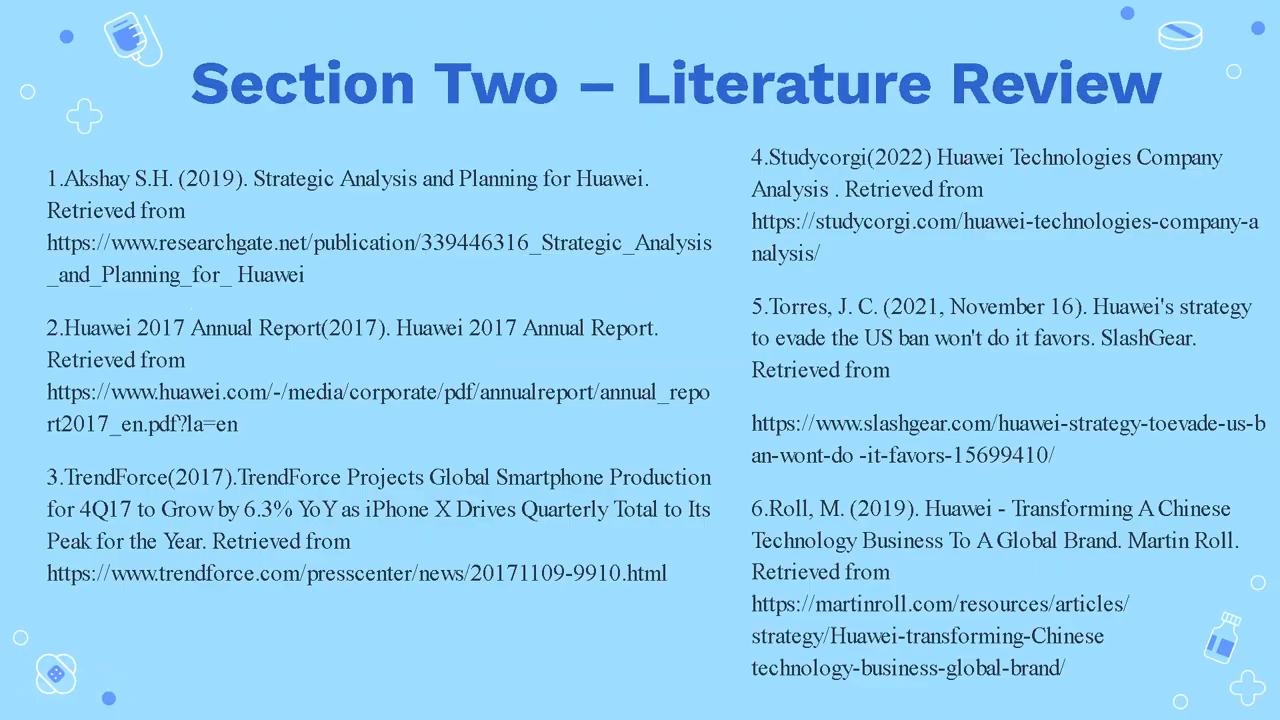 Section Two – Literature Review
1.Akshay S.H. (2019). Strategic Analysis and Planning for Huawei.
Retrieved from
https://www.researchgate.net/publication/339446316_Strategic_Analysis
_and_Planning_for_ Huawei
2.Huawei 2017 Annual Report(2017). Huawei 2017 Annual Report.
Retrieved from
https://www.huawei.com/-/media/corporate/pdf/annualreport/annual_repo
rt2017_en.pdf?la=en
3.TrendForce(2017).TrendForce Projects Global Smartphone Production
for 4Q17 to Grow by 6.3% YoY as iPhone X Drives Quarterly Total to Its
Peak for the Year. Retrieved from
https://www.trendforce.com/presscenter/news/20171109-9910.html
4.Studycorgi(2022) Huawei Technologies Company
Analysis . Retrieved from
https://studycorgi.com/huawei-technologies-company-a
nalysis/
5.Torres, J. C. (2021, November 16). Huawei's strategy
to evade the US ban won't do it favors. SlashGear.
Retrieved from
https://www.slashgear.com/huawei-strategy-toevade-us-b
an-wont-do -it-favors-15699410/
6.Roll, M. (2019). Huawei - Transforming A Chinese
Technology Business To A Global Brand. Martin Roll.
Retrieved from
https://martinroll.com/resources/articles/
strategy/Huawei-transforming-Chinese
technology-business-global-brand/